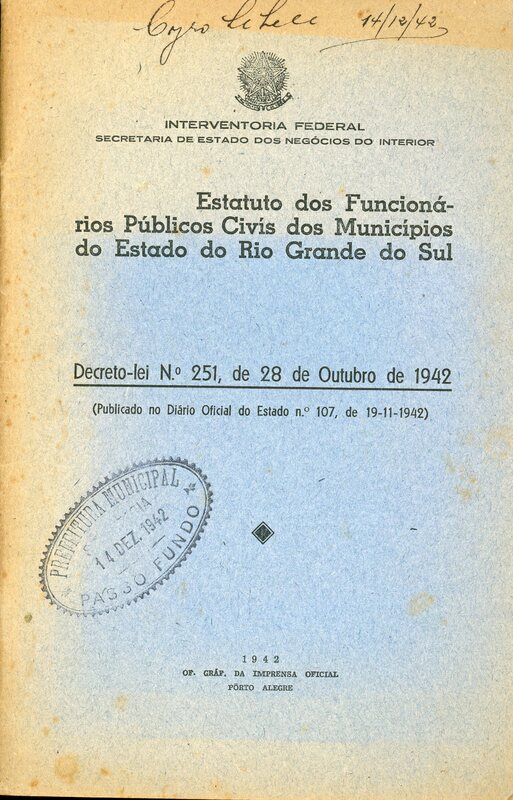 14/12/42
INTERVENTORIA FEDERAL
SECRETARIA DE ESTADO DOS NEGÓCIOS DO INTERIOR
Estatuto dos Funcioná-
rios Públicos Civís dos Municípios
do Estado do Rio Grande do Sul
Decreto-lei N.º 251, de 28 de Outubro de 1942
(Publicado no Diário Oficial do Estado n.º 107, de 19-11-1942)
PREFEITURA MUNICIPAL
14 DEZ. 1942
PASSO FUNDO
1942
OF. GRÁF. DA IMPRENSA OFICIAL
PÔRTO ALEGRE